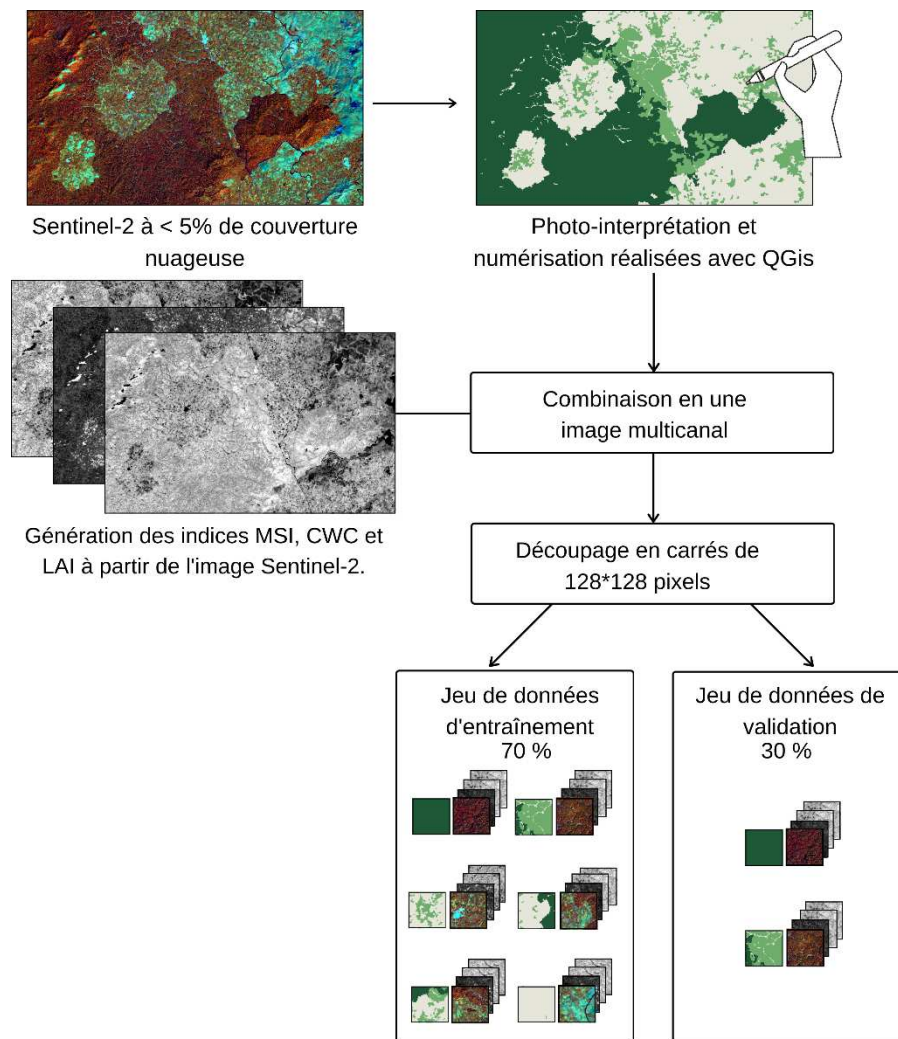 Sentinel-2 à < 5% de couverture
nuageuse
Photo-interprétation et
numérisation réalisées avec QGis
Combinaison en une
image multicanal
Génération des indices MSI, CWC et
LAI à partir de l'image Sentinel-2.
Découpage en carrés de
128*128 pixels
Jeu de données
d'entraînement
70 %
Jeu de données de
validation
30 %